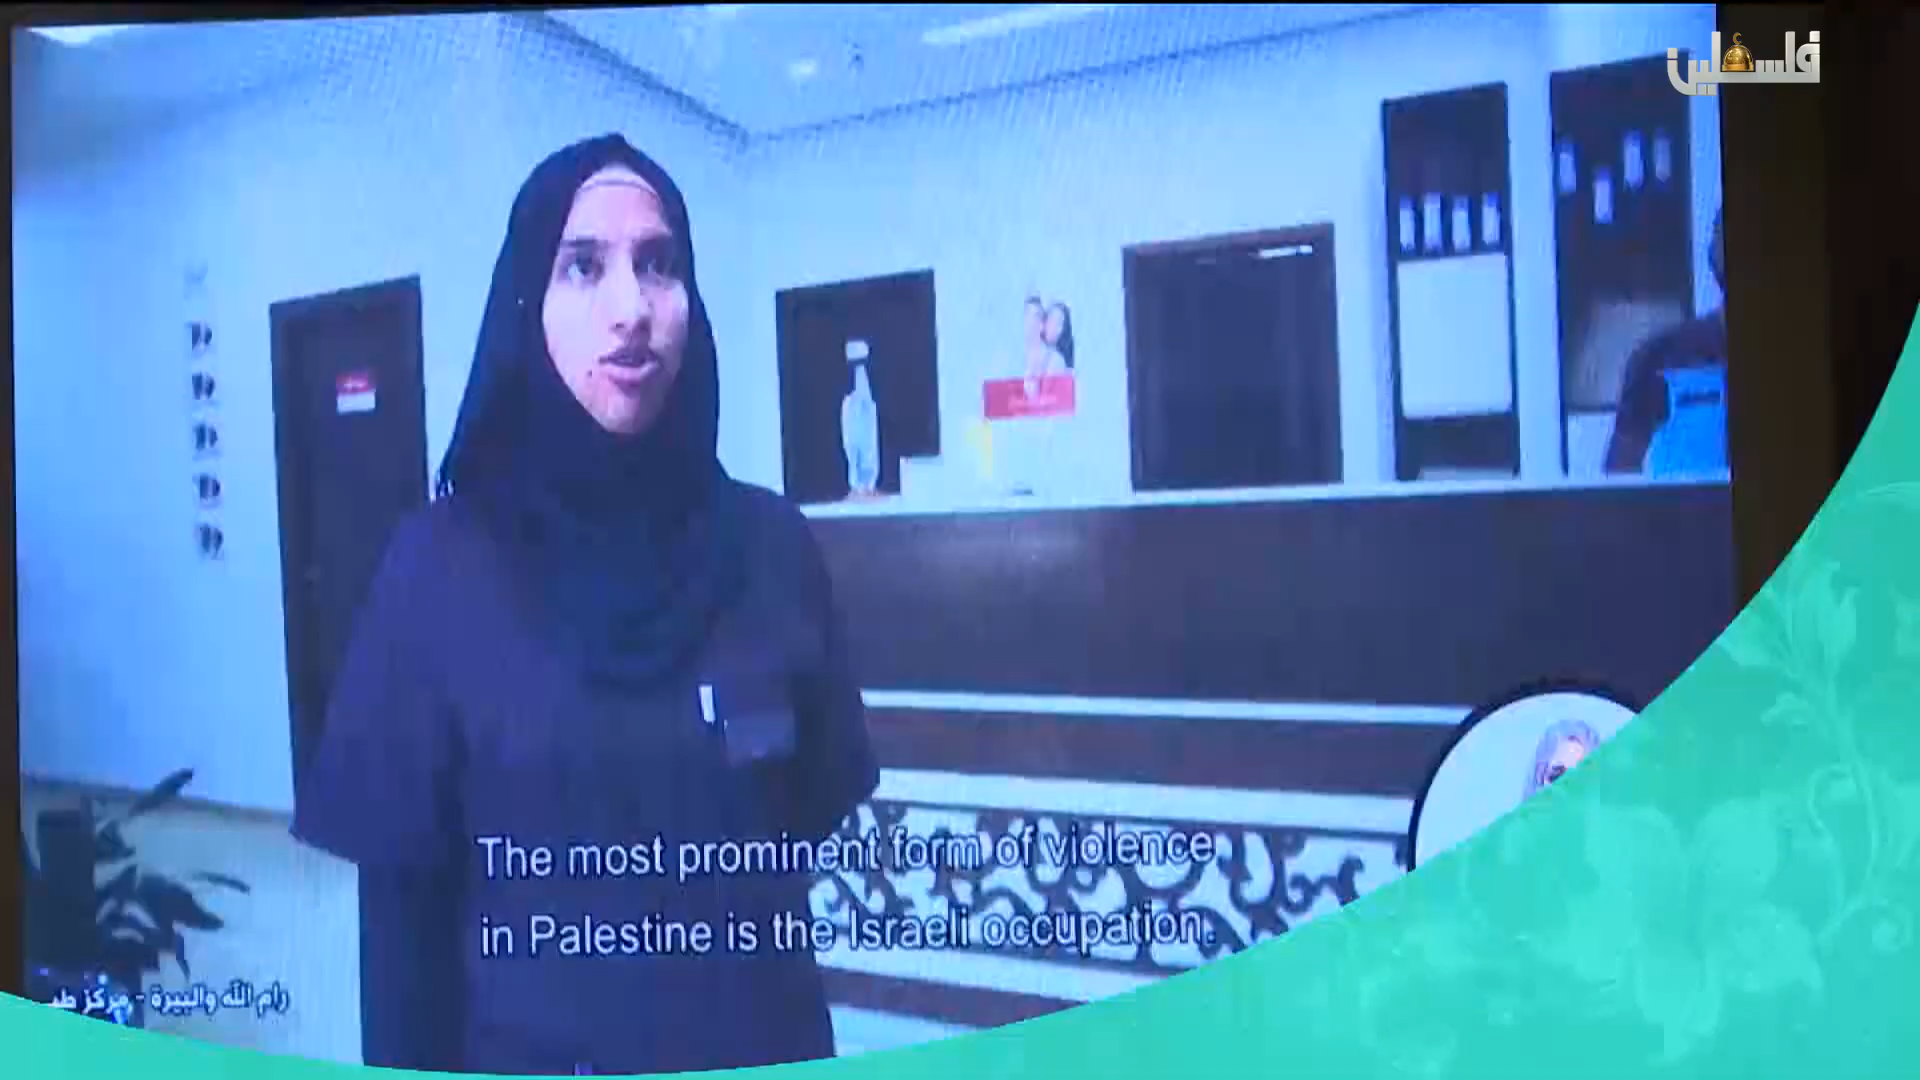 فلسطين
The most prominent form of violence
in Palestine is the Israeli occupation.
رام الله والبيرة - مركز